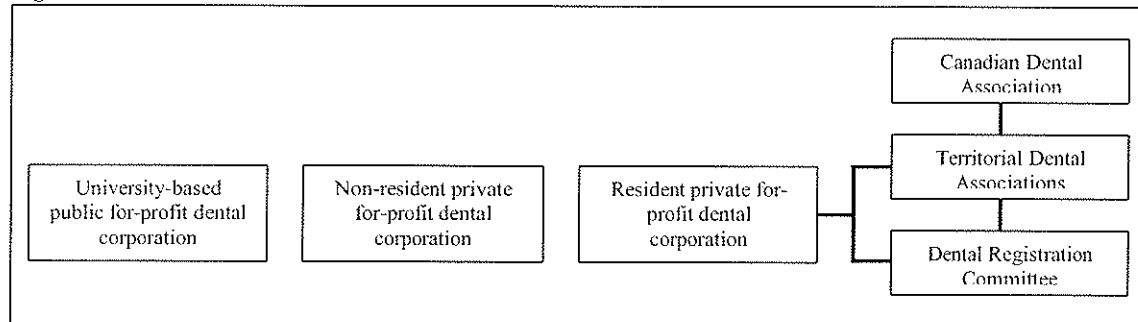 Canadian Dental
Association
Territorial Dental
Associations
University-based
public for-profit dental
corporation
Non-resident private
for-profit dental
corporation
Resident private for-
profit dental
corporation
Dental Registration
Committee